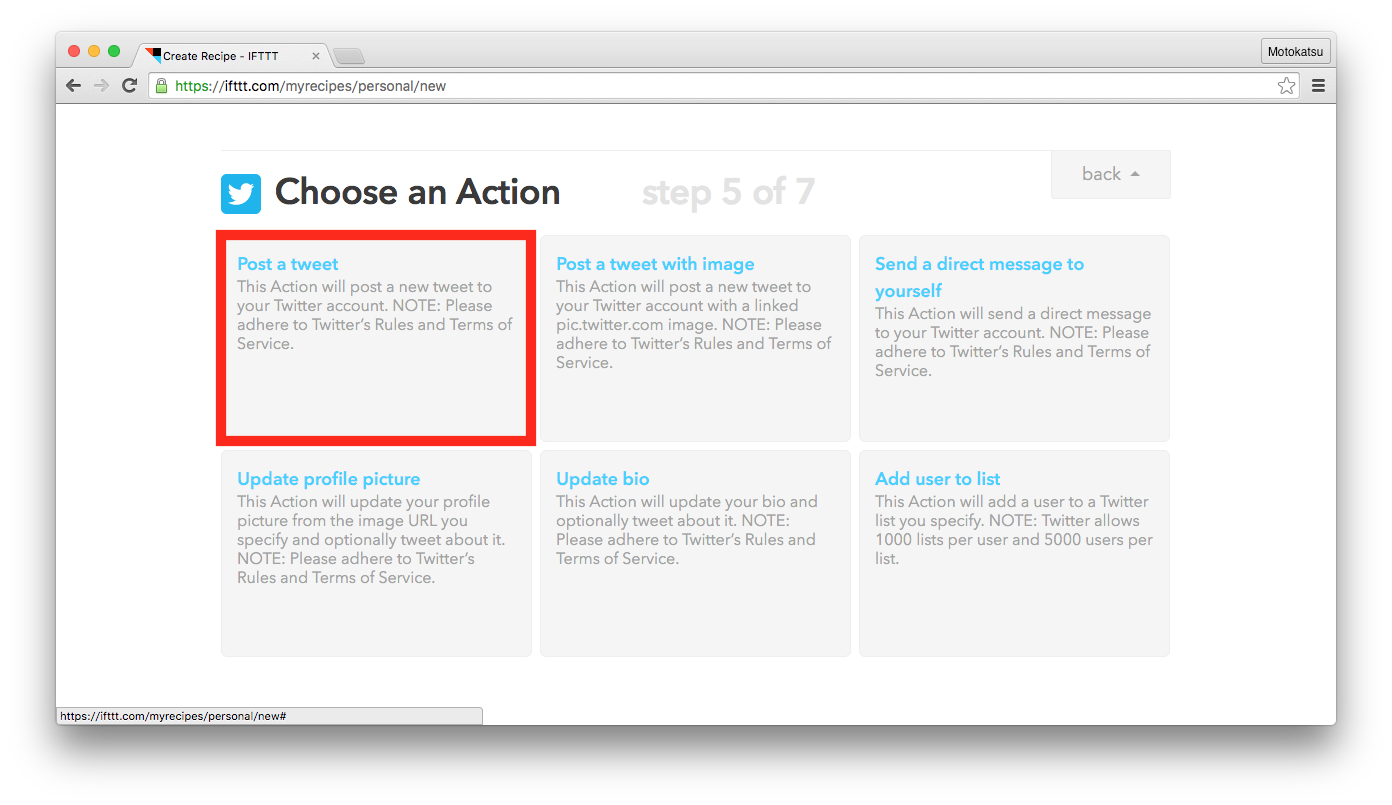 Create Recipe - IFTTT
Motokatsu
https://ifttt.com/myrecipes/personal/new
back
Choose an Action
step 5 of 7
Post a tweet
This Action will post a new tweet to
your Twitter account. NOTE: Please
adhere to Twitter’s Rules and Terms of
Service.
Post a tweet with image
This Action will post a new tweet to
your Twitter account with a linked
pic.twitter.com image. NOTE: Please
adhere to Twitter’s Rules and Terms of
Service.
Send a direct message to
yourself
This Action will send a direct message
to your Twitter account. NOTE: Please
adhere to Twitter’s Rules and Terms of
Service.
Update profile picture
This Action will update your profile
picture from the image URL you
specify and optionally tweet about it.
NOTE: Please adhere to Twitter’s
Rules and Terms of Service.
Update bio
This Action will update your bio and
optionally tweet about it. NOTE:
Please adhere to Twitter’s Rules and
Terms of Service.
Add user to list
This Action will add a user to a Twitter
list you specify. NOTE: Twitter allows
1000 lists per user and 5000 users per
list.
https://ifttt.com/myrecipes/personal/new#